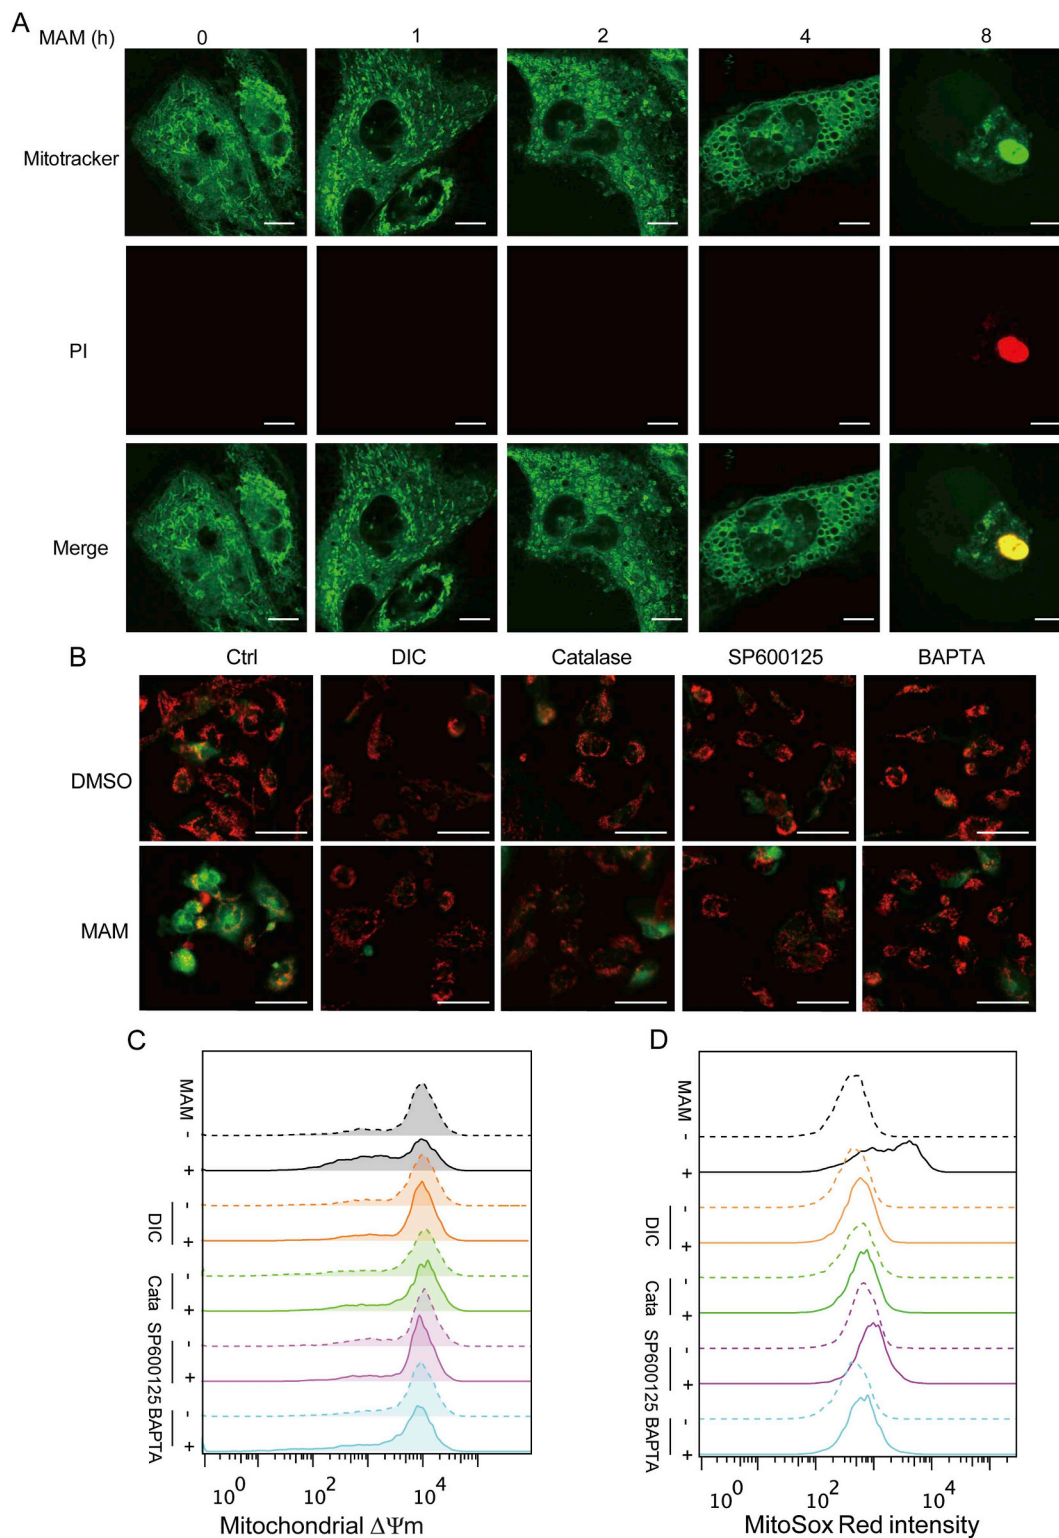 A
MAM (h) 0 1 2 4 8
Mitotracker
PI
Merge
B
Ctrl DIC Catalase SP600125 BAPTA
DMSO
MAM
C
MAM
-
+
DIC
-
+
Cata
-
+
SP600125
-
+
BAPTA
-
+
10^0 10^2 10^4
Mitochondrial ΔΨm
D
MAM
-
+
DIC
-
+
Cata
-
+
SP600125
-
+
BAPTA
-
+
10^0 10^2 10^3 10^4
MitoSox Red intensity